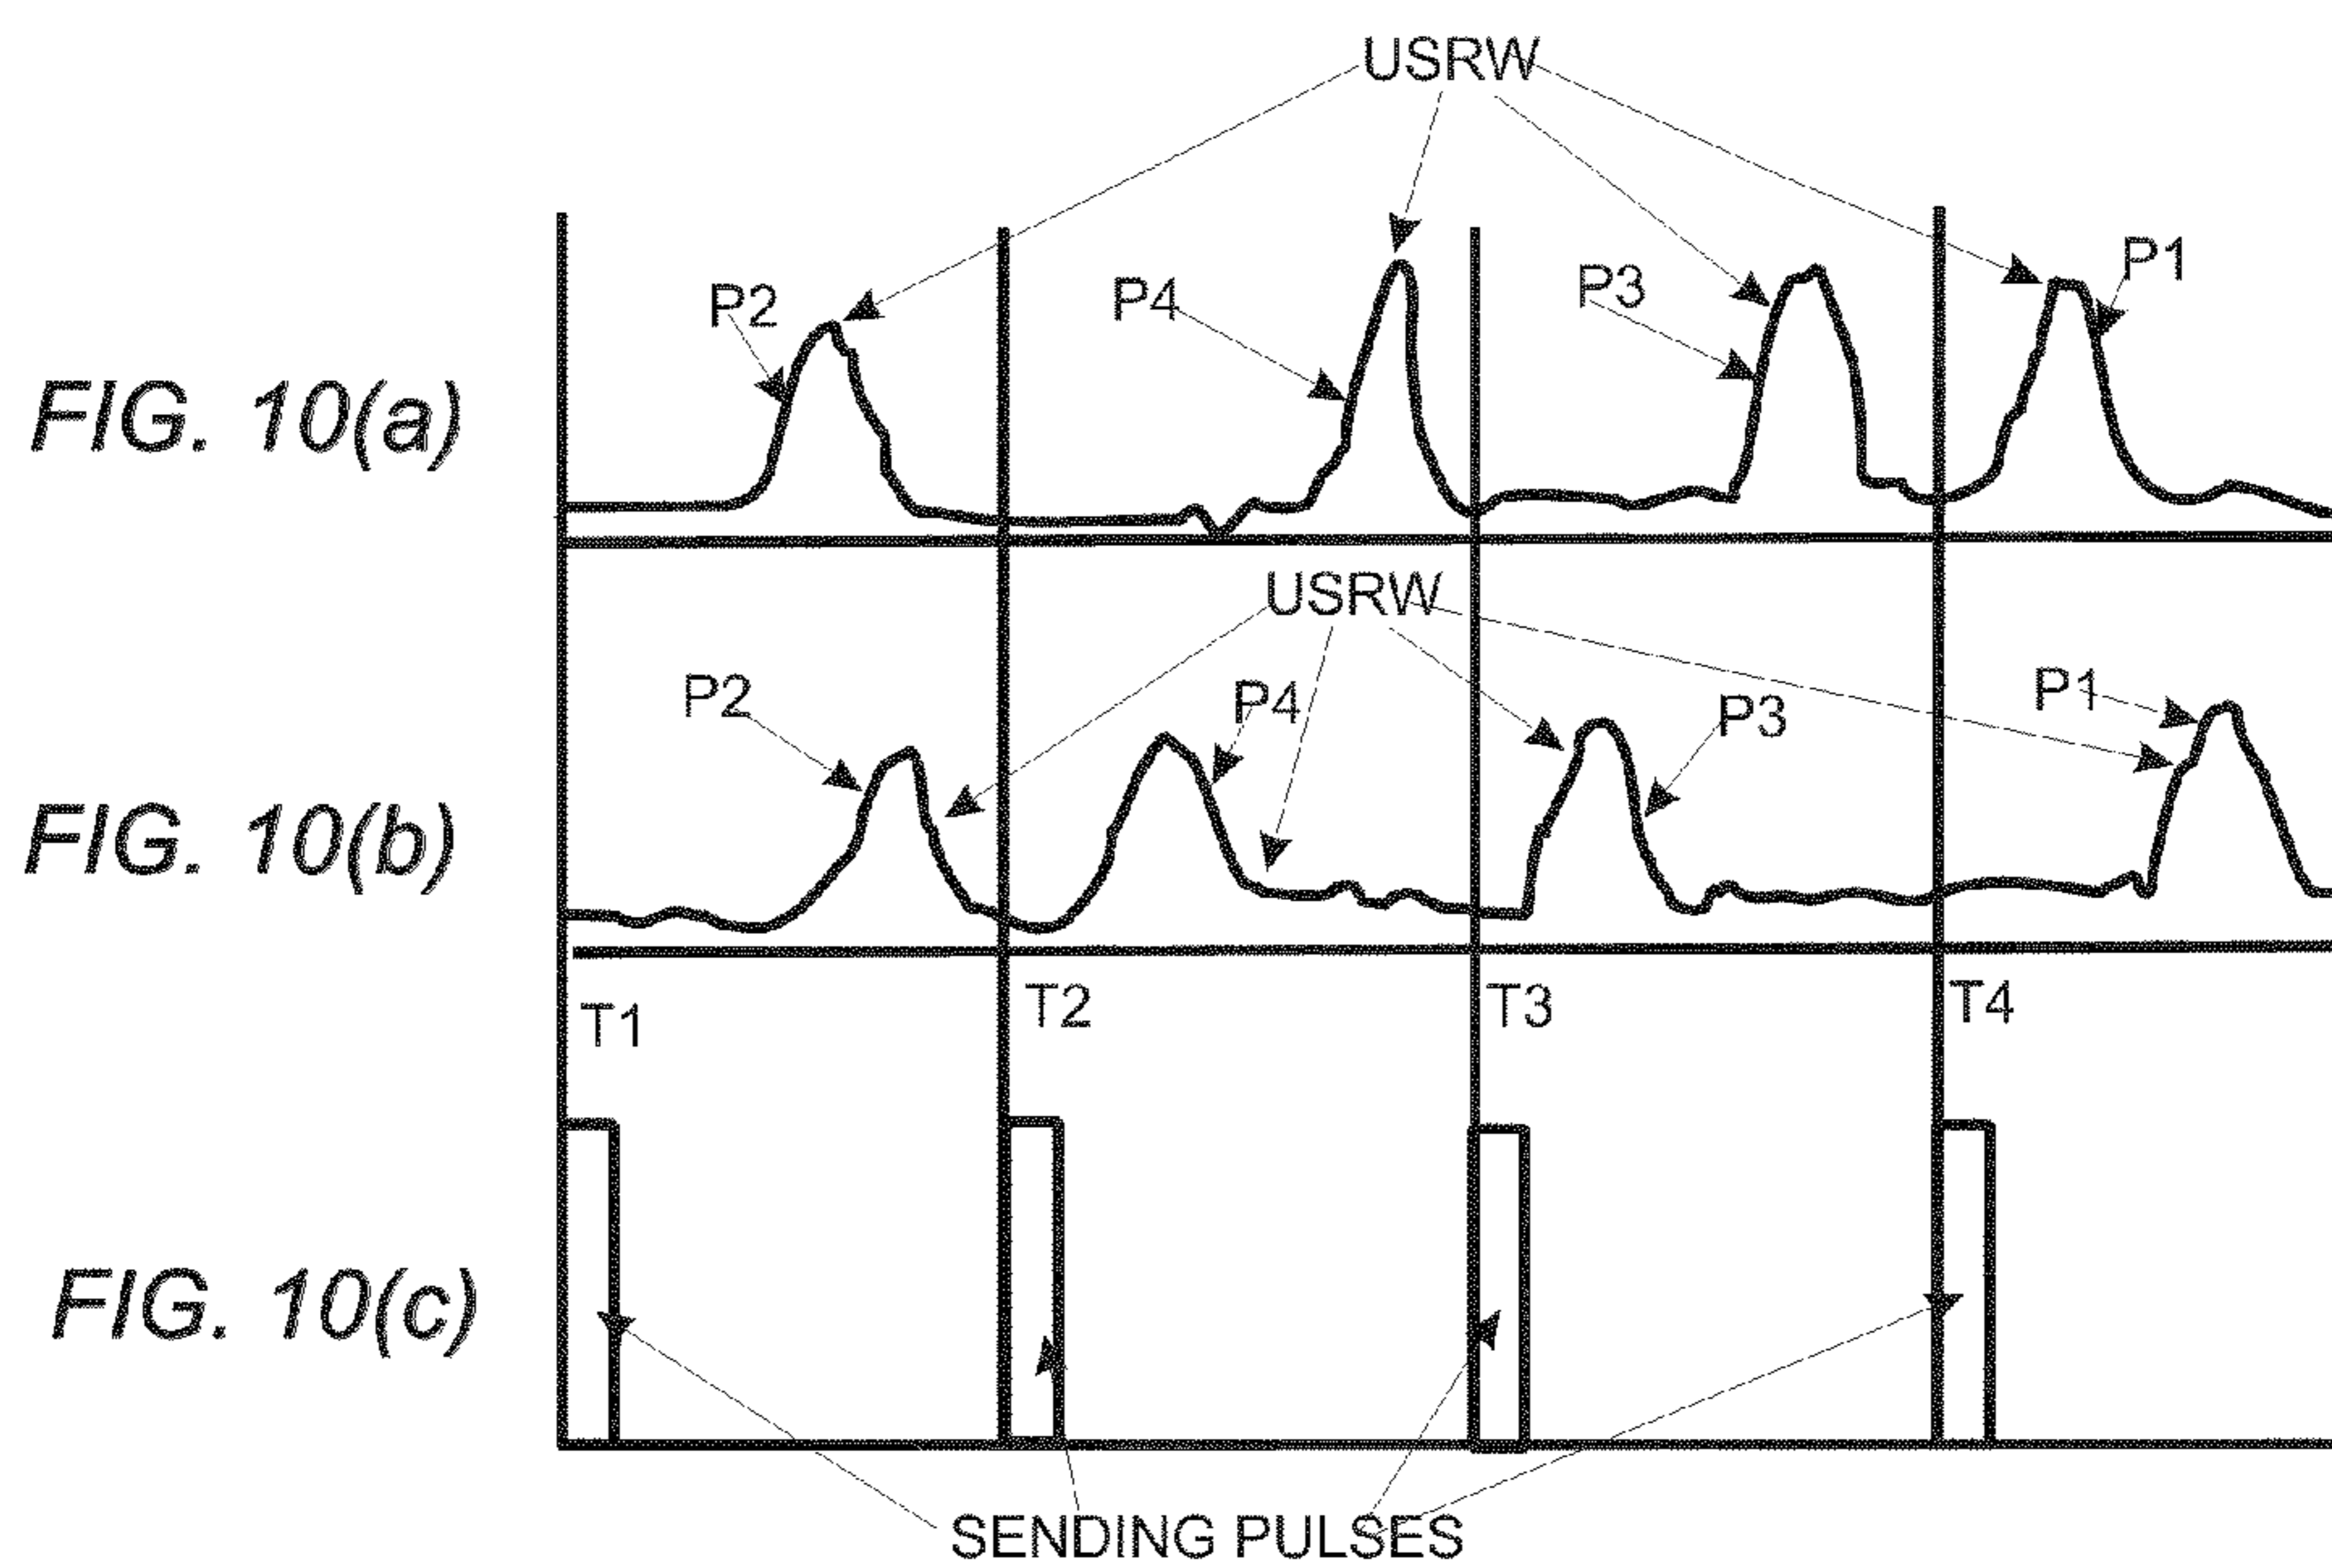 USRW
P2
P4
P3
P1
FIG. 10(a)
USRW
P2
P4
P3
P1
FIG. 10(b)
T1
T2
T3
T4
FIG. 10(c)
SENDING PULSES